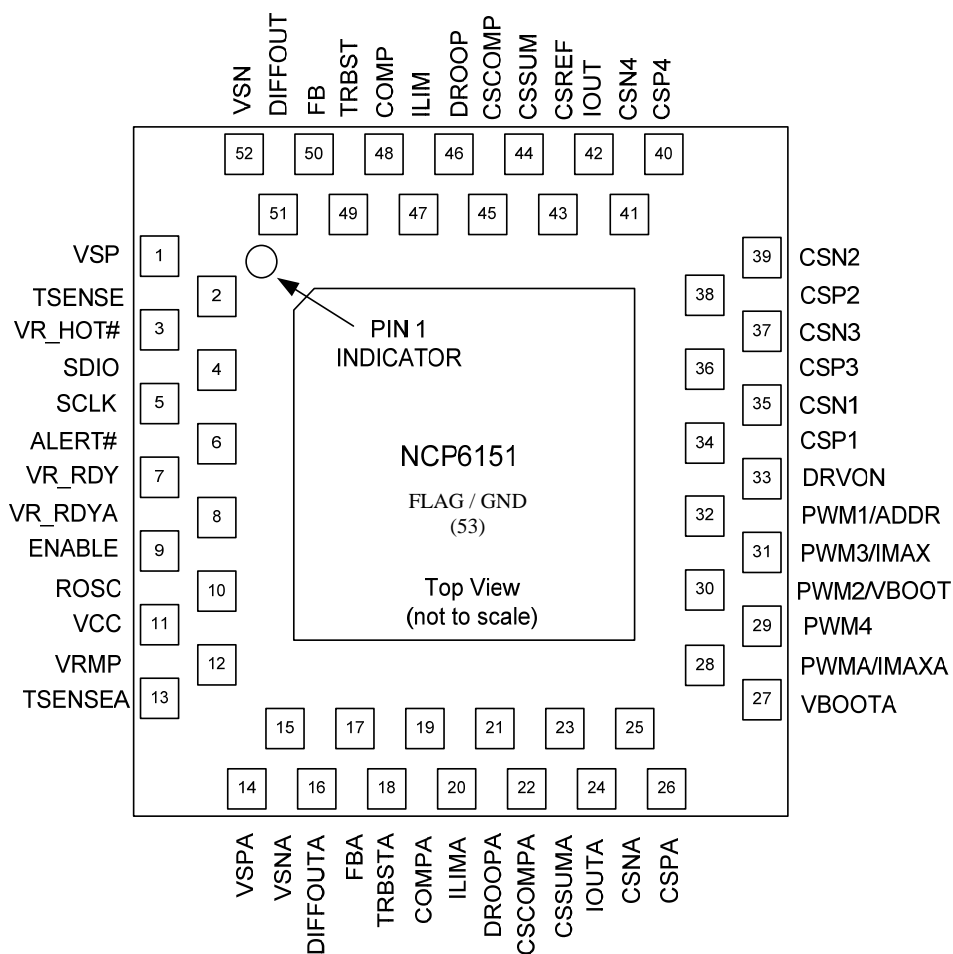 VSN
DIFFOUT
FB
TRBST
COMP
ILIM
DROOP
CSCOMP
CSSUM
CSREF
IOUT
CSN4
CSP4
52
50
48
46
44
42
40
51
49
47
45
43
41
VSP
1
TSENSE
2
VR_HOT#
3
SDIO
4
SCLK
5
ALERT#
6
VR_RDY
7
VR_RDYA
8
ENABLE
9
ROSC
10
VCC
11
VRMP
12
TSENSEA
13
PIN 1
INDICATOR
NCP6151
FLAG / GND
(53)
Top View
(not to scale)
39
CSN2
38
CSP2
37
CSN3
36
CSP3
35
CSN1
34
CSP1
33
DRVON
32
PWM1/ADDR
31
PWM3/IMAX
30
PWM2/VBOOT
29
PWM4
28
PWMA/IMAXA
27
VBOOTA
15
17
19
21
23
25
14
16
18
20
22
24
26
VSPA
VSNA
DIFFOUTA
FBA
TRBSTA
COMPA
ILIMA
DROOPA
CSCOMPA
CSSUMA
IOUTA
CSNA
CSPA